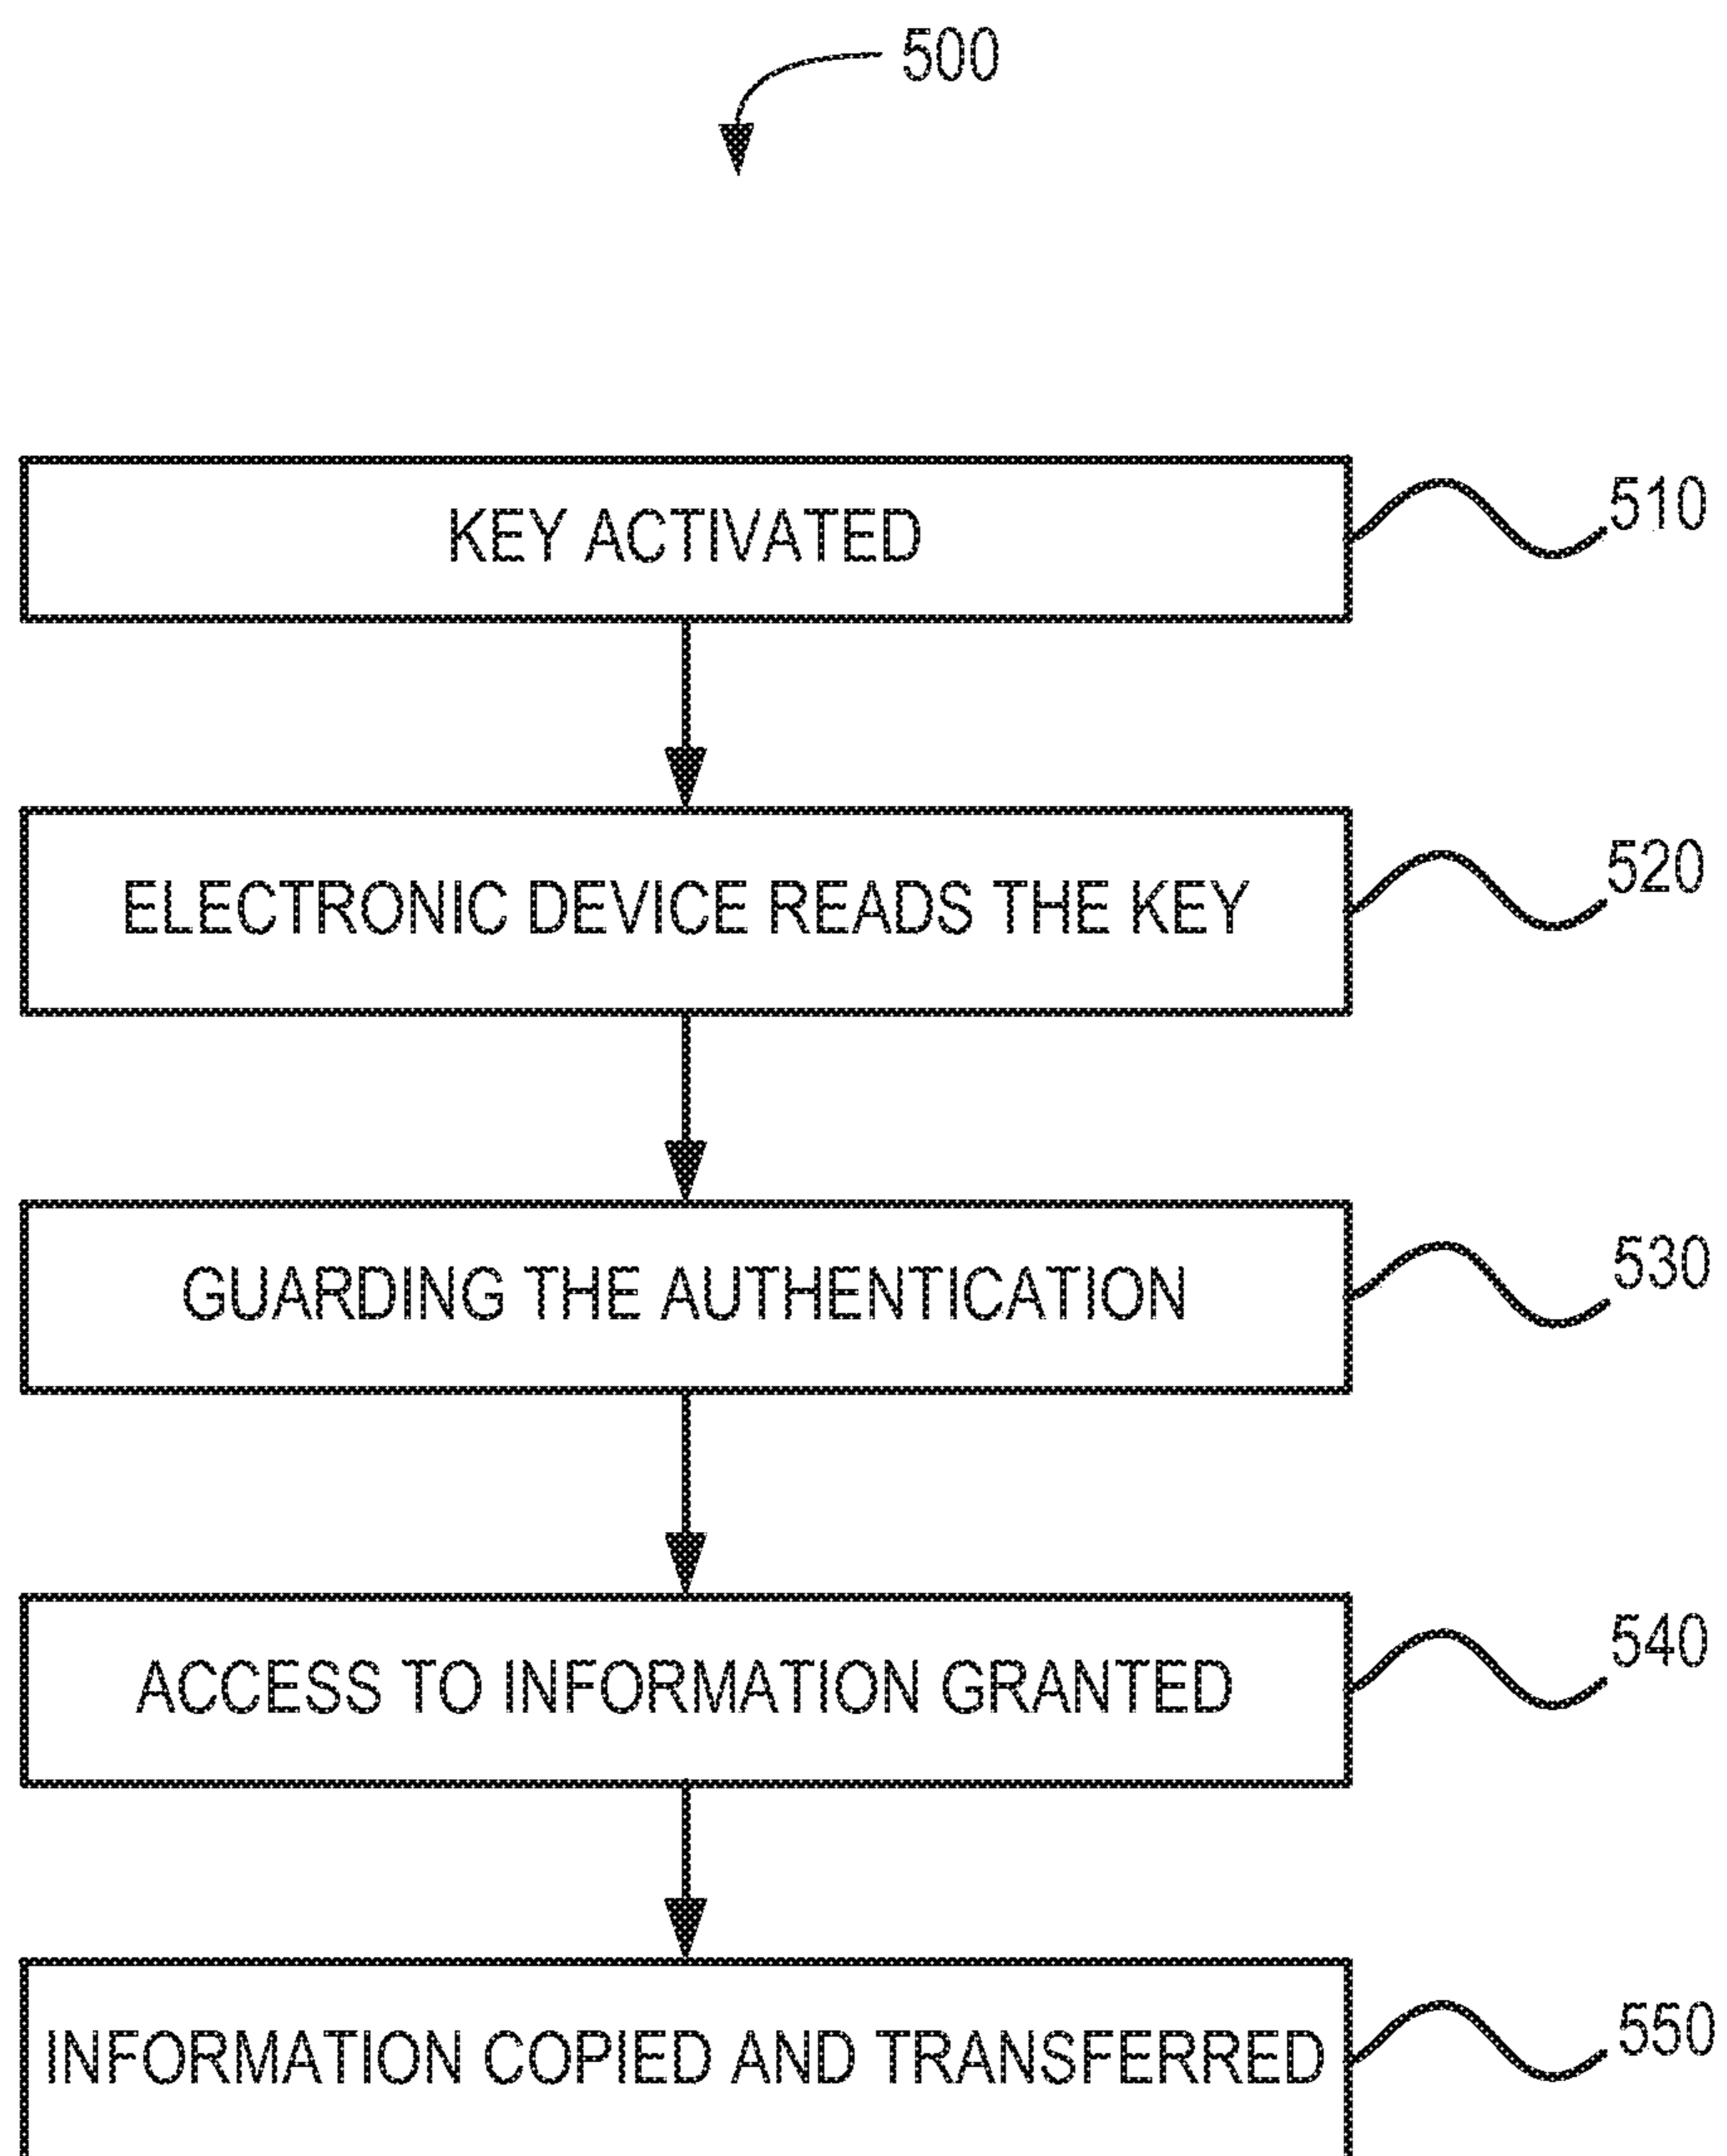 500
KEY ACTIVATED
510
ELECTRONIC DEVICE READS THE KEY
520
GUARDING THE AUTHENTICATION
530
ACCESS TO INFORMATION GRANTED
540
INFORMATION COPIED AND TRANSFERRED
550